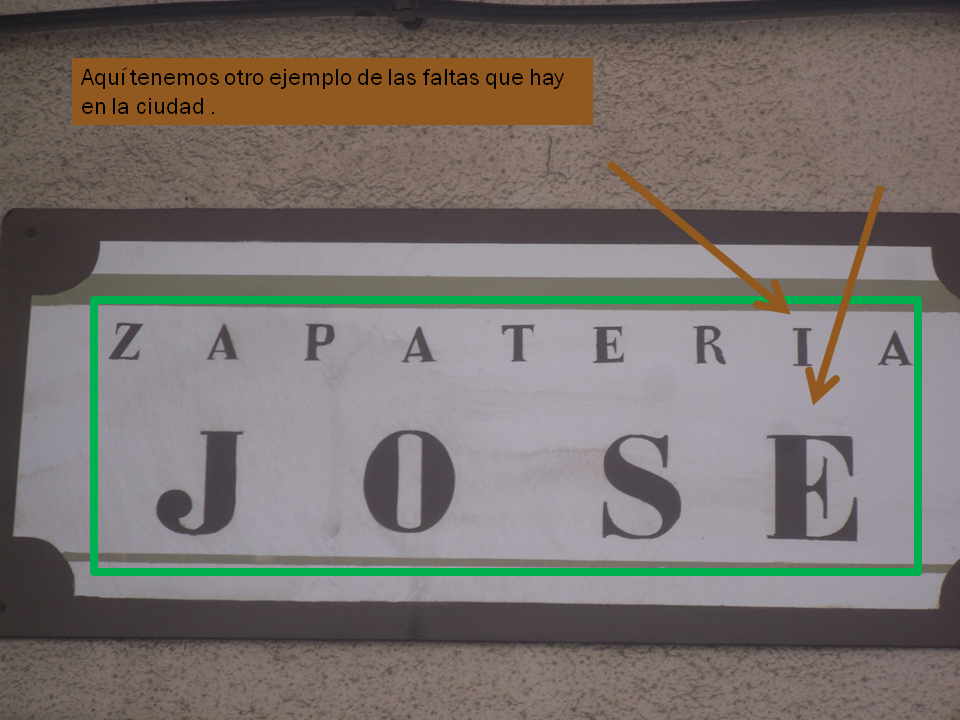 Aquí tenemos otro ejemplo de las faltas que hay
en la ciudad .
ZAPATERIA
JOSE